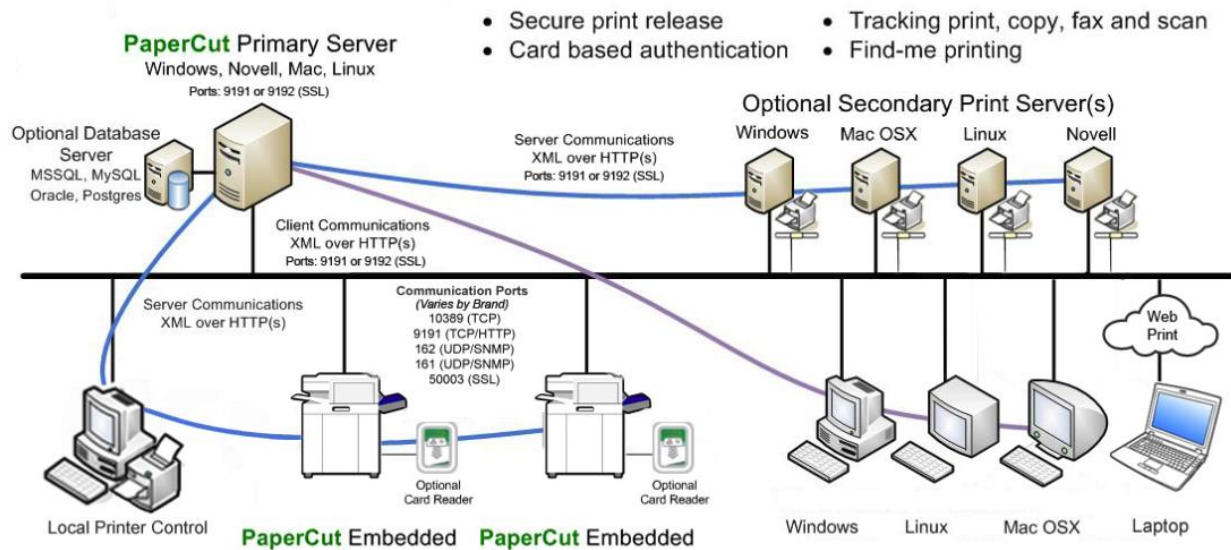 • Secure print release
• Card based authentication
• Tracking print, copy, fax and scan
• Find-me printing
PaperCut Primary Server
Windows, Novell, Mac, Linux
Ports: 9191 or 9192 (SSL)
Optional Database
Server
MSSQL, MySQL
Oracle, Postgres
Server Communications
XML over HTTP(s)
Ports: 9191 or 9192 (SSL)
Optional Secondary Print Server(s)
Windows
Mac OSX
Linux
Novell
Client Communications
XML over HTTP(s)
Ports: 9191 or 9192 (SSL)
Server Communications
XML over HTTP(s)
Communication Ports
(Varies by Brand)
10389 (TCP)
9191 (TCP/HTTP)
162 (UDP/SNMP)
161 (UDP/SNMP)
50003 (SSL)
Web
Print
Local Printer Control
Optional
Card Reader
Optional
Card Reader
PaperCut Embedded
PaperCut Embedded
Windows
Linux
Mac OSX
Laptop